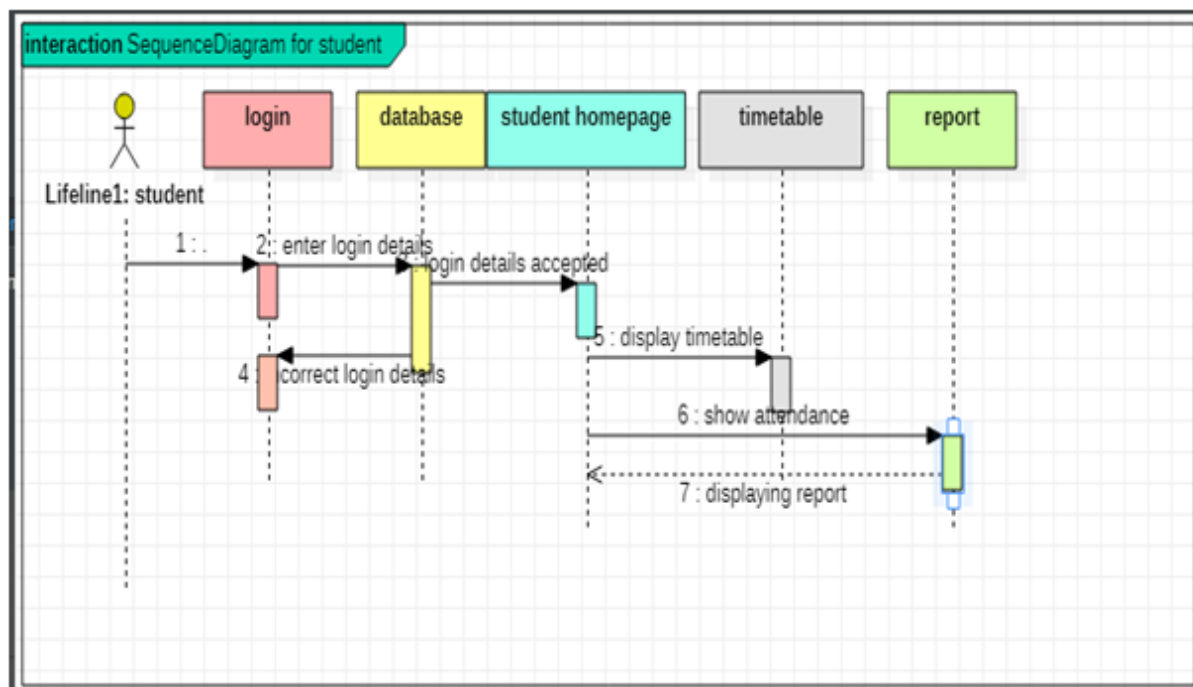 interaction SequenceDiagram for student
login
database
student homepage
timetable
report
Lifeline1: student
1 : .
2 : enter login details
: login details accepted
5 : display timetable
4 : correct login details
6 : show attendance
7 : displaying report